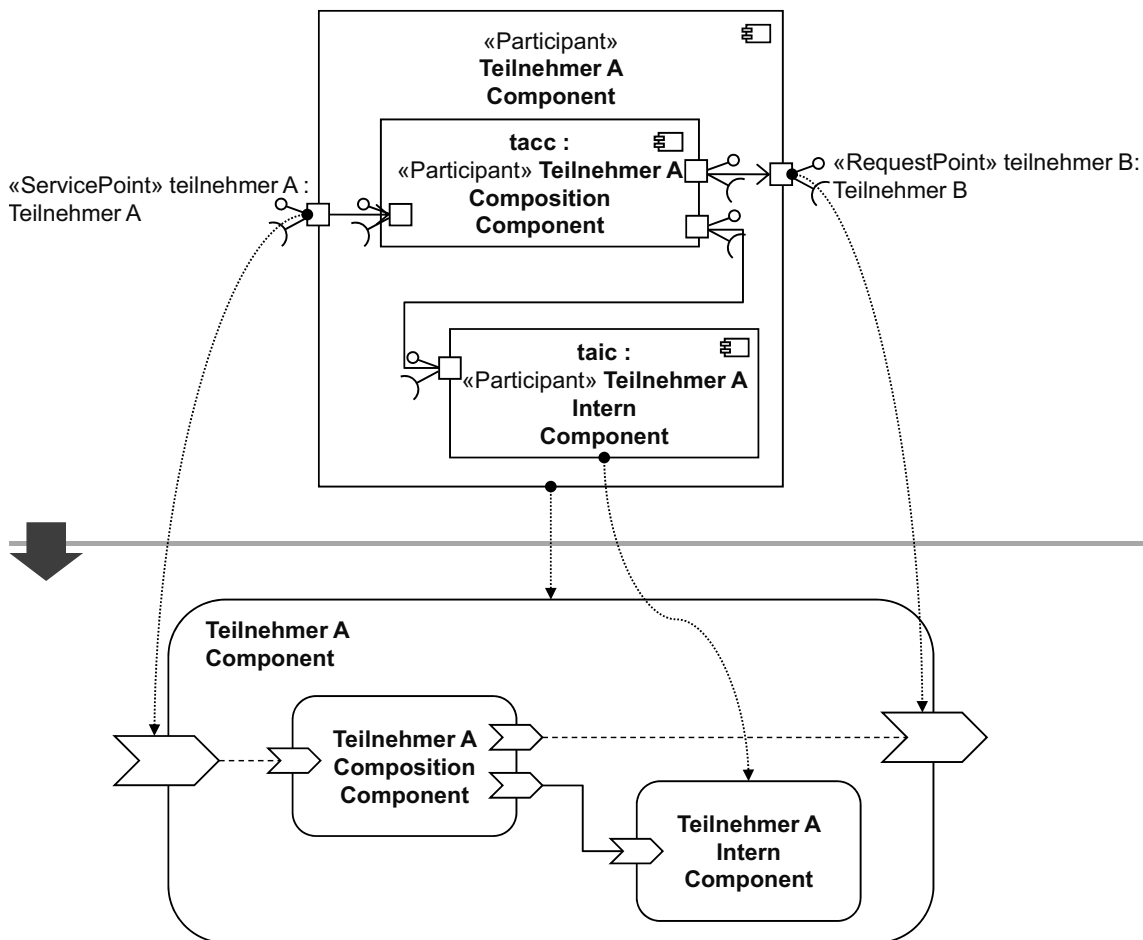 «Participant»
Teilnehmer A
Component
tacc :
«Participant» Teilnehmer A
Composition
Component
«ServicePoint» teilnehmer A :
Teilnehmer A
«RequestPoint» teilnehmer B:
Teilnehmer B
taic :
«Participant» Teilnehmer A
Intern
Component
Teilnehmer A
Component
Teilnehmer A
Composition
Component
Teilnehmer A
Intern
Component